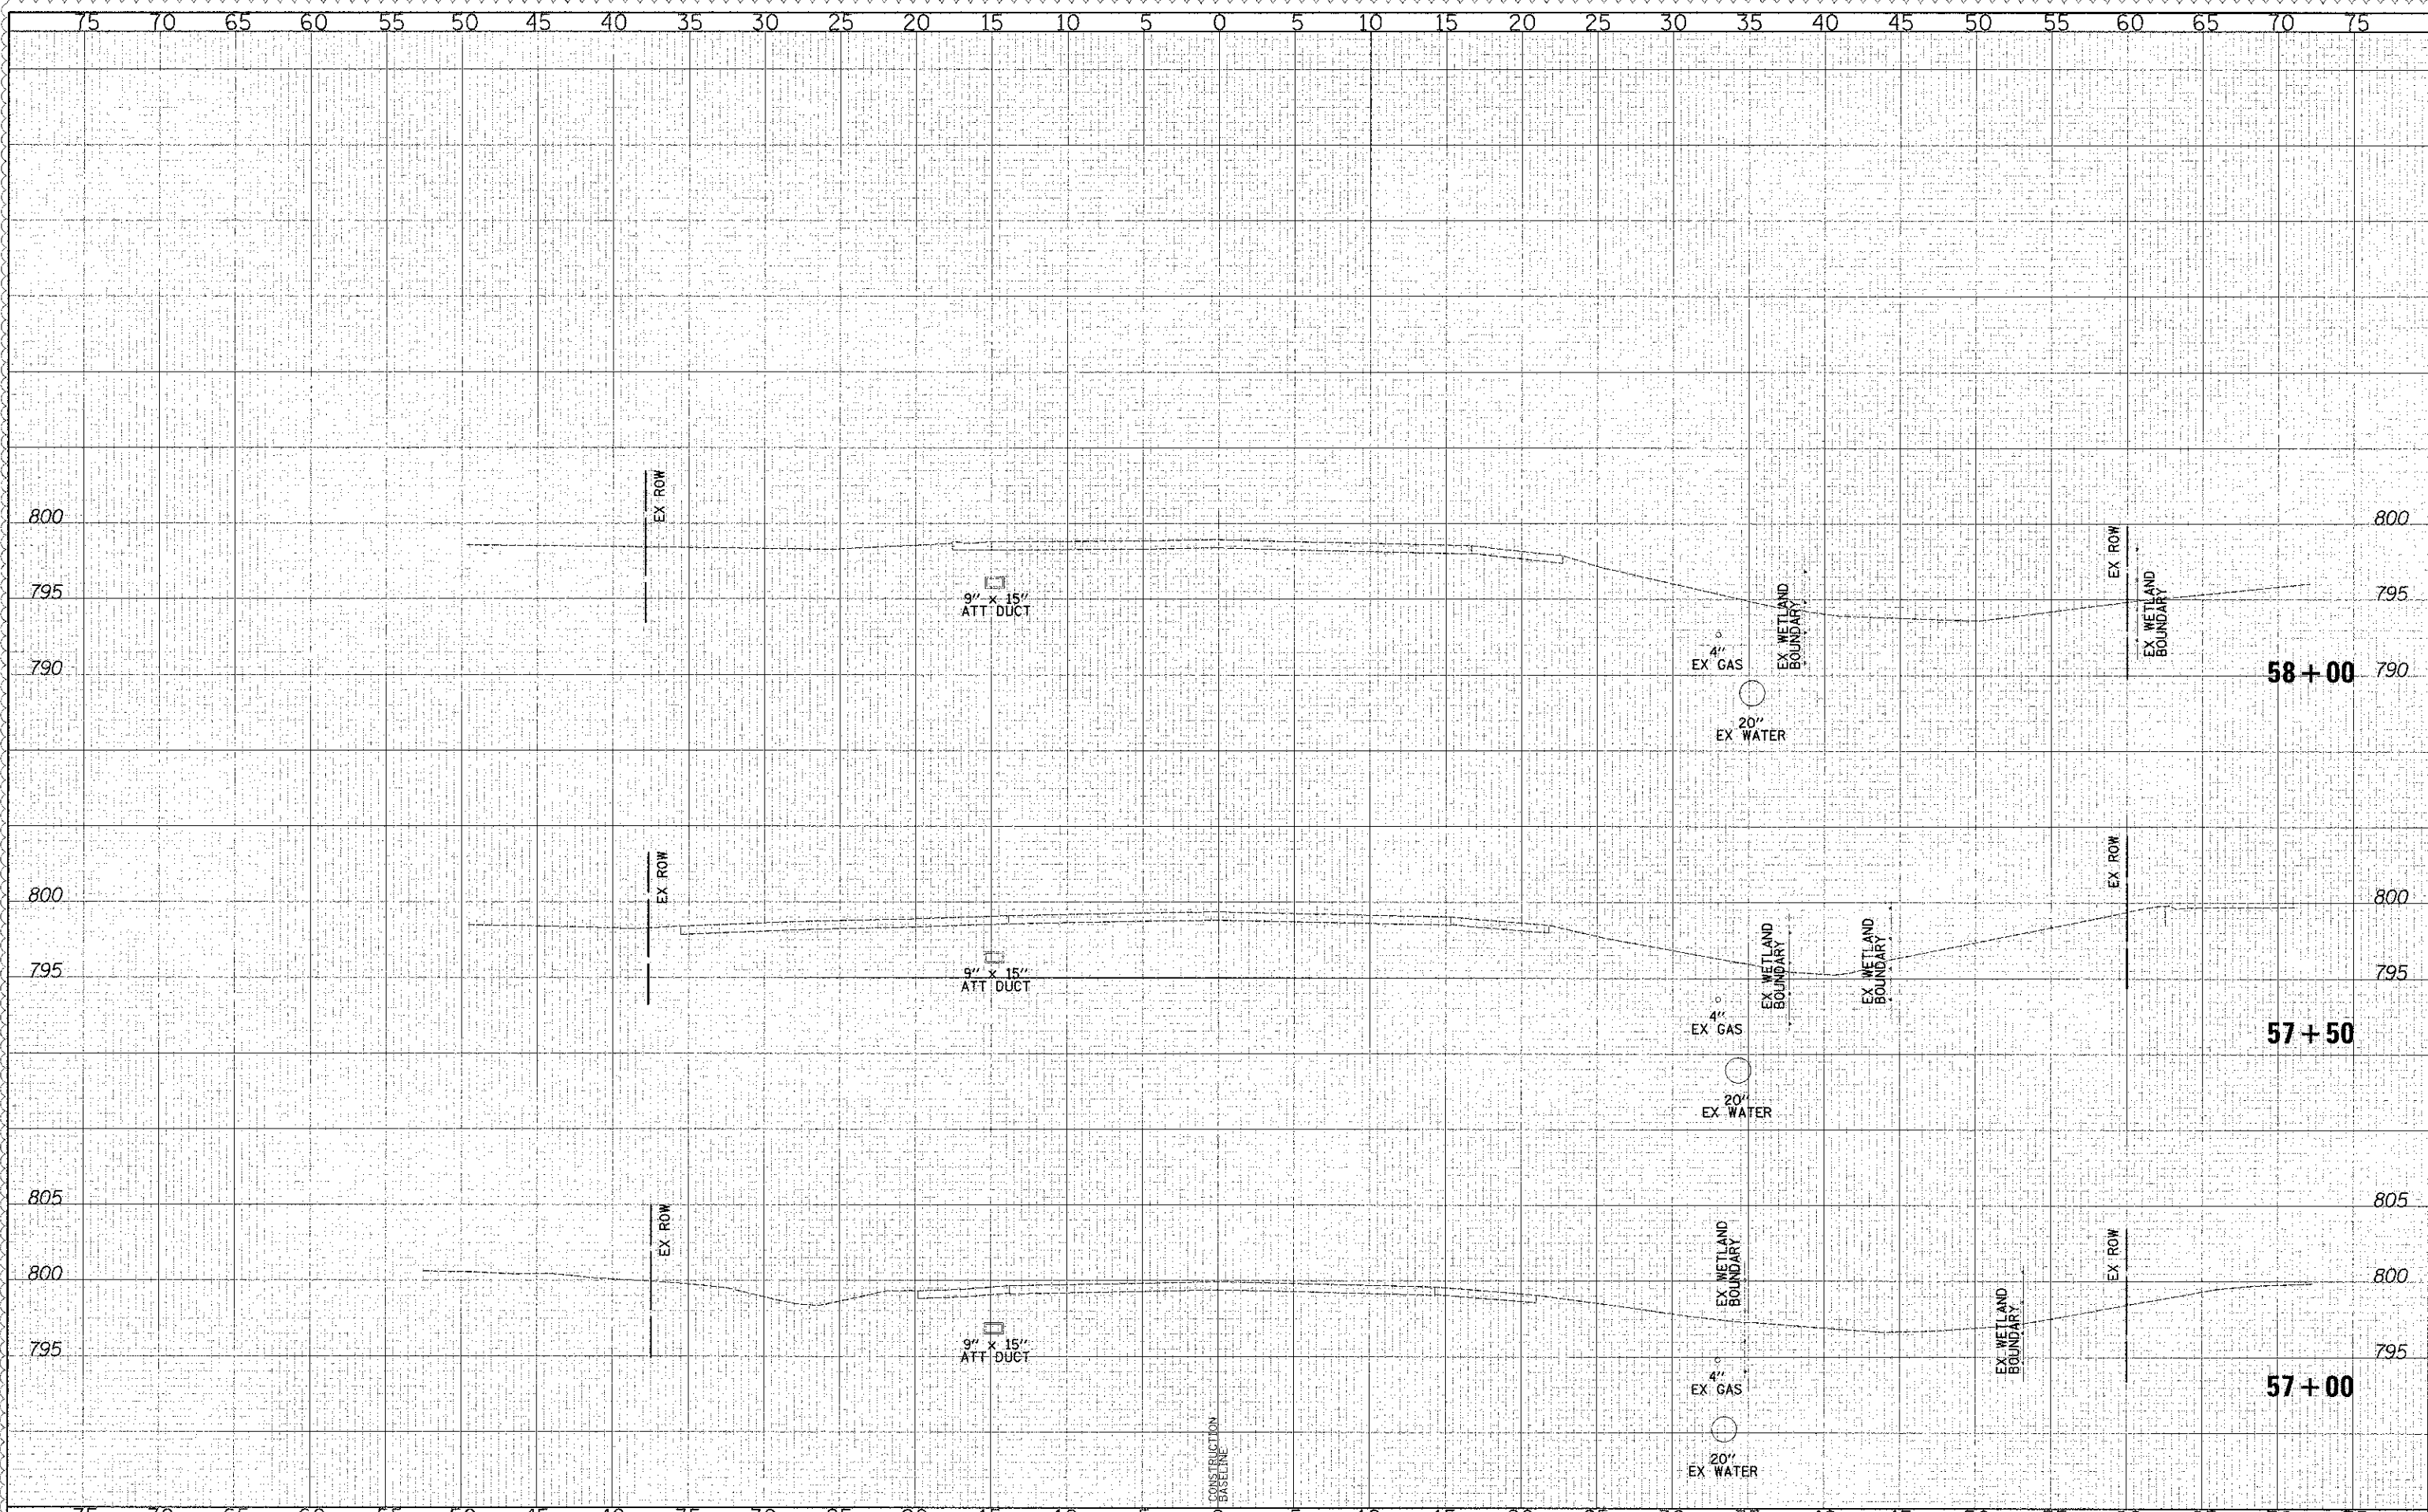 75 70 65 60 55 50 45 40 35 30 25 20 15 10 5 0 5 10 15 20 25 30 35 40 45 50 55 60 65 70 75
EX ROW
EX ROW
800 800
9" x 15"
ATT DUCT
795 795
EX WETLAND
BOUNDARY
EX WETLAND
BOUNDARY
4"
EX GAS
790 58+00 790
20"
EX WATER
EX ROW
EX ROW
800 800
EX WETLAND
BOUNDARY
EX WETLAND
BOUNDARY
9" x 15"
ATT DUCT
795 795
4"
EX GAS
57+50
20"
EX WATER
805 805
EX ROW
EX WETLAND
BOUNDARY
EX ROW
800 800
EX WETLAND
BOUNDARY
9" x 15"
ATT DUCT
795 795
4"
EX GAS
57+00
CONSTRUCTION
BASELINE
20"
EX WATER